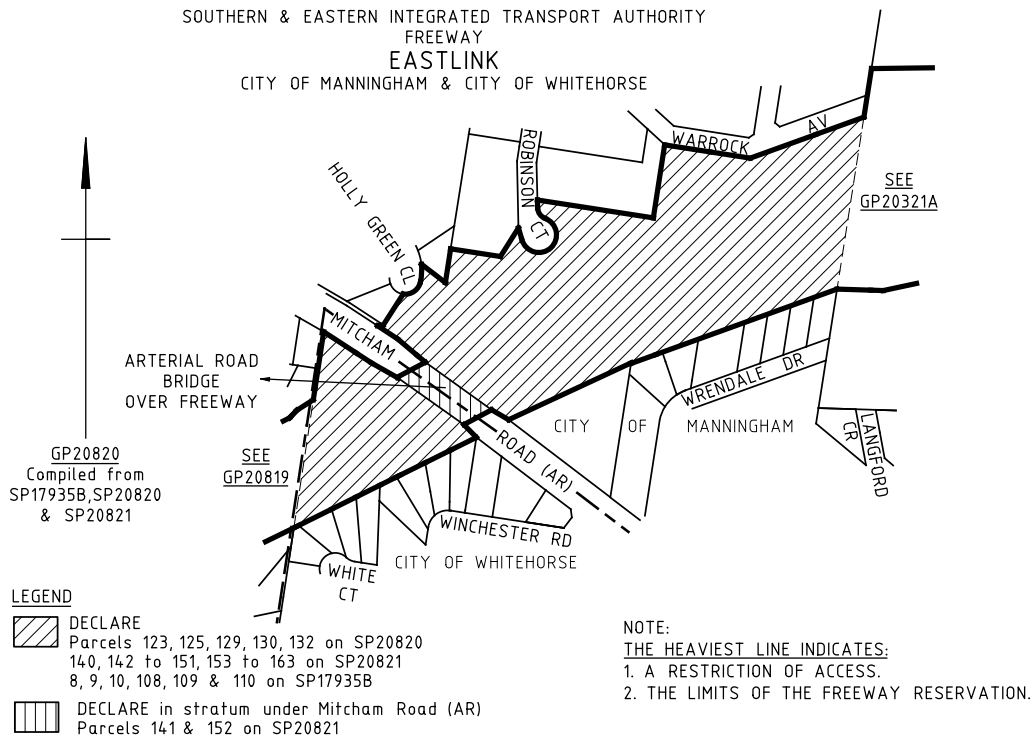 SOUTHERN & EASTERN INTEGRATED TRANSPORT AUTHORITY
FREEWAY
EASTLINK
CITY OF MANNINGHAM & CITY OF WHITEHORSE
WARROCK AV
ROBINSON CT
HOLLY GREEN CL
SEE
GP20321A
MITCHAM ROAD (AR)
ARTERIAL ROAD
BRIDGE
OVER FREEWAY
WRENDALE DR
CITY OF MANNINGHAM
LANGFORD
CR
GP20820
Compiled from
SP17935B,SP20820
& SP20821
SEE
GP20819
WINCHESTER RD
CITY OF WHITEHORSE
WHITE
CT
LEGEND
DECLARE
Parcels 123, 125, 129, 130, 132 on SP20820
140, 142 to 151, 153 to 163 on SP20821
8, 9, 10, 108, 109 & 110 on SP17935B
DECLARE in stratum under Mitcham Road (AR)
Parcels 141 & 152 on SP20821
NOTE:
THE HEAVIEST LINE INDICATES:
1. A RESTRICTION OF ACCESS.
2. THE LIMITS OF THE FREEWAY RESERVATION.